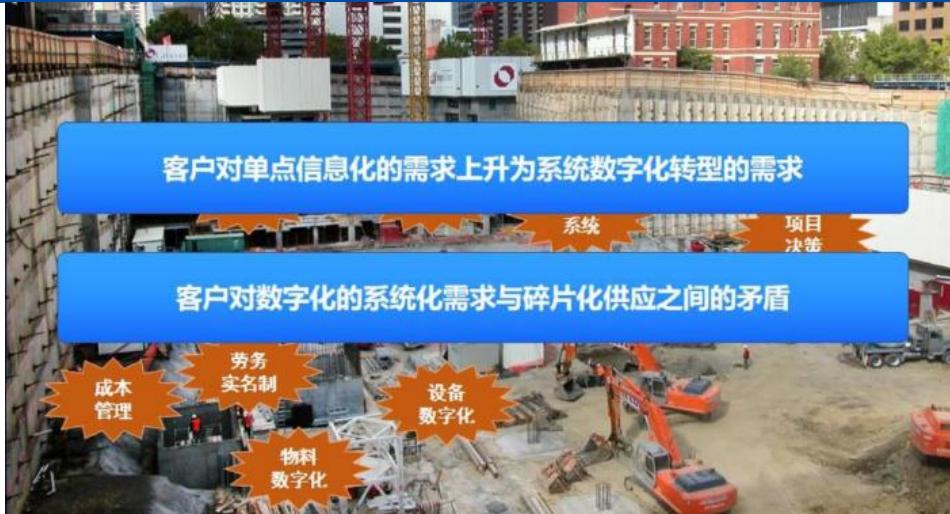 客户对单点信息化的需求上升为系统数字化转型的需求
系统
项目
决策
客户对数字化的系统化需求与碎片化供应之间的矛盾
劳务
实名制
成本
管理
设备
数字化
物料
数字化